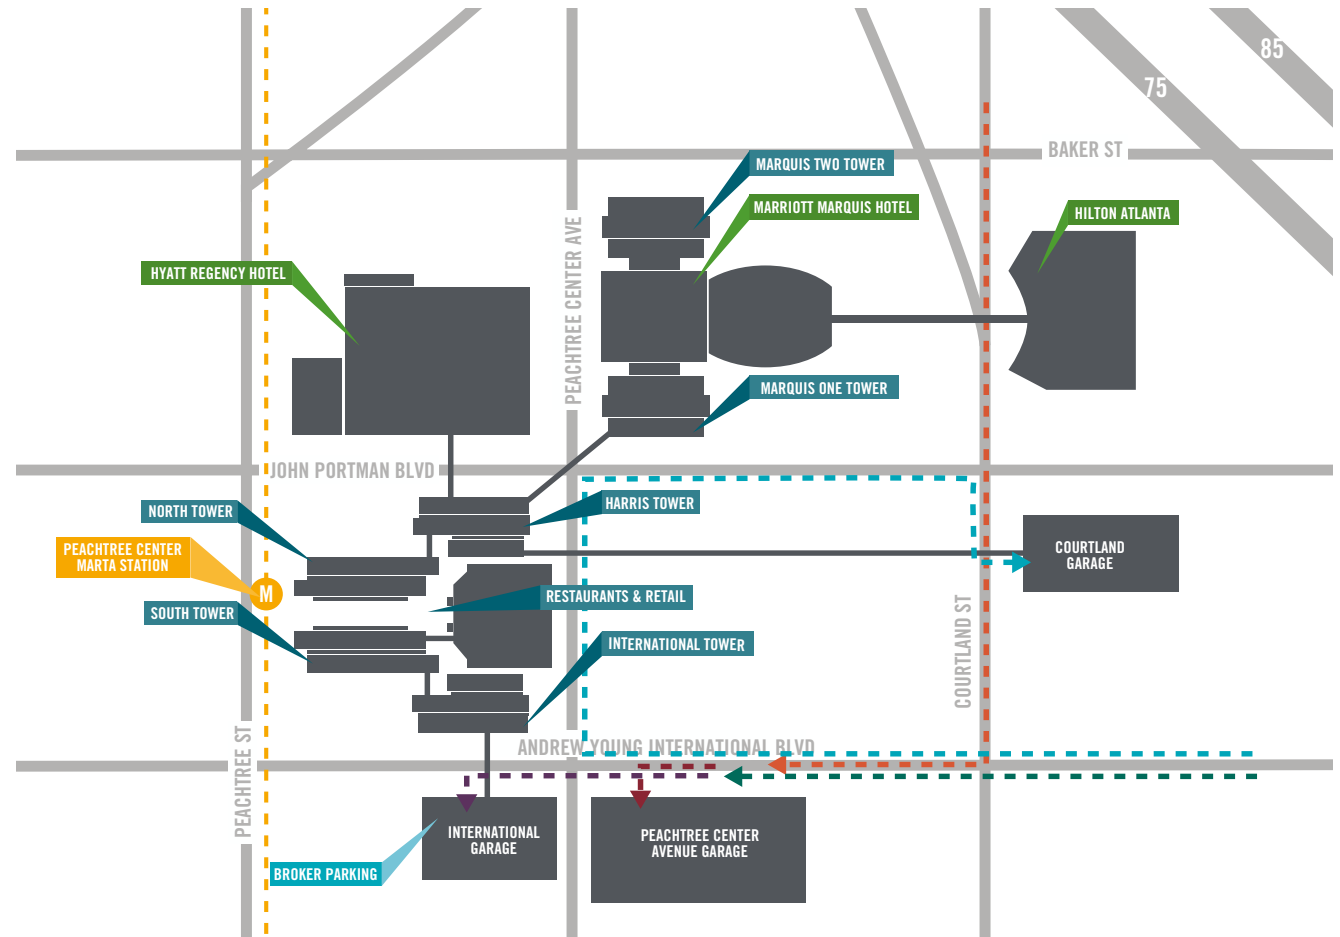 85
75
BAKER ST
MARQUIS TWO TOWER
MARRIOTT MARQUIS HOTEL
HILTON ATLANTA
PEACHTREE CENTER AVE
HYATT REGENCY HOTEL
MARQUIS ONE TOWER
JOHN PORTMAN BLVD
NORTH TOWER
HARRIS TOWER
PEACHTREE CENTER
MARTA STATION
M
COURTLAND
GARAGE
RESTAURANTS & RETAIL
SOUTH TOWER
INTERNATIONAL TOWER
COURTLAND ST
PEACHTREE ST
ANDREW YOUNG INTERNATIONAL BLVD
INTERNATIONAL
GARAGE
PEACHTREE CENTER
AVENUE GARAGE
BROKER PARKING